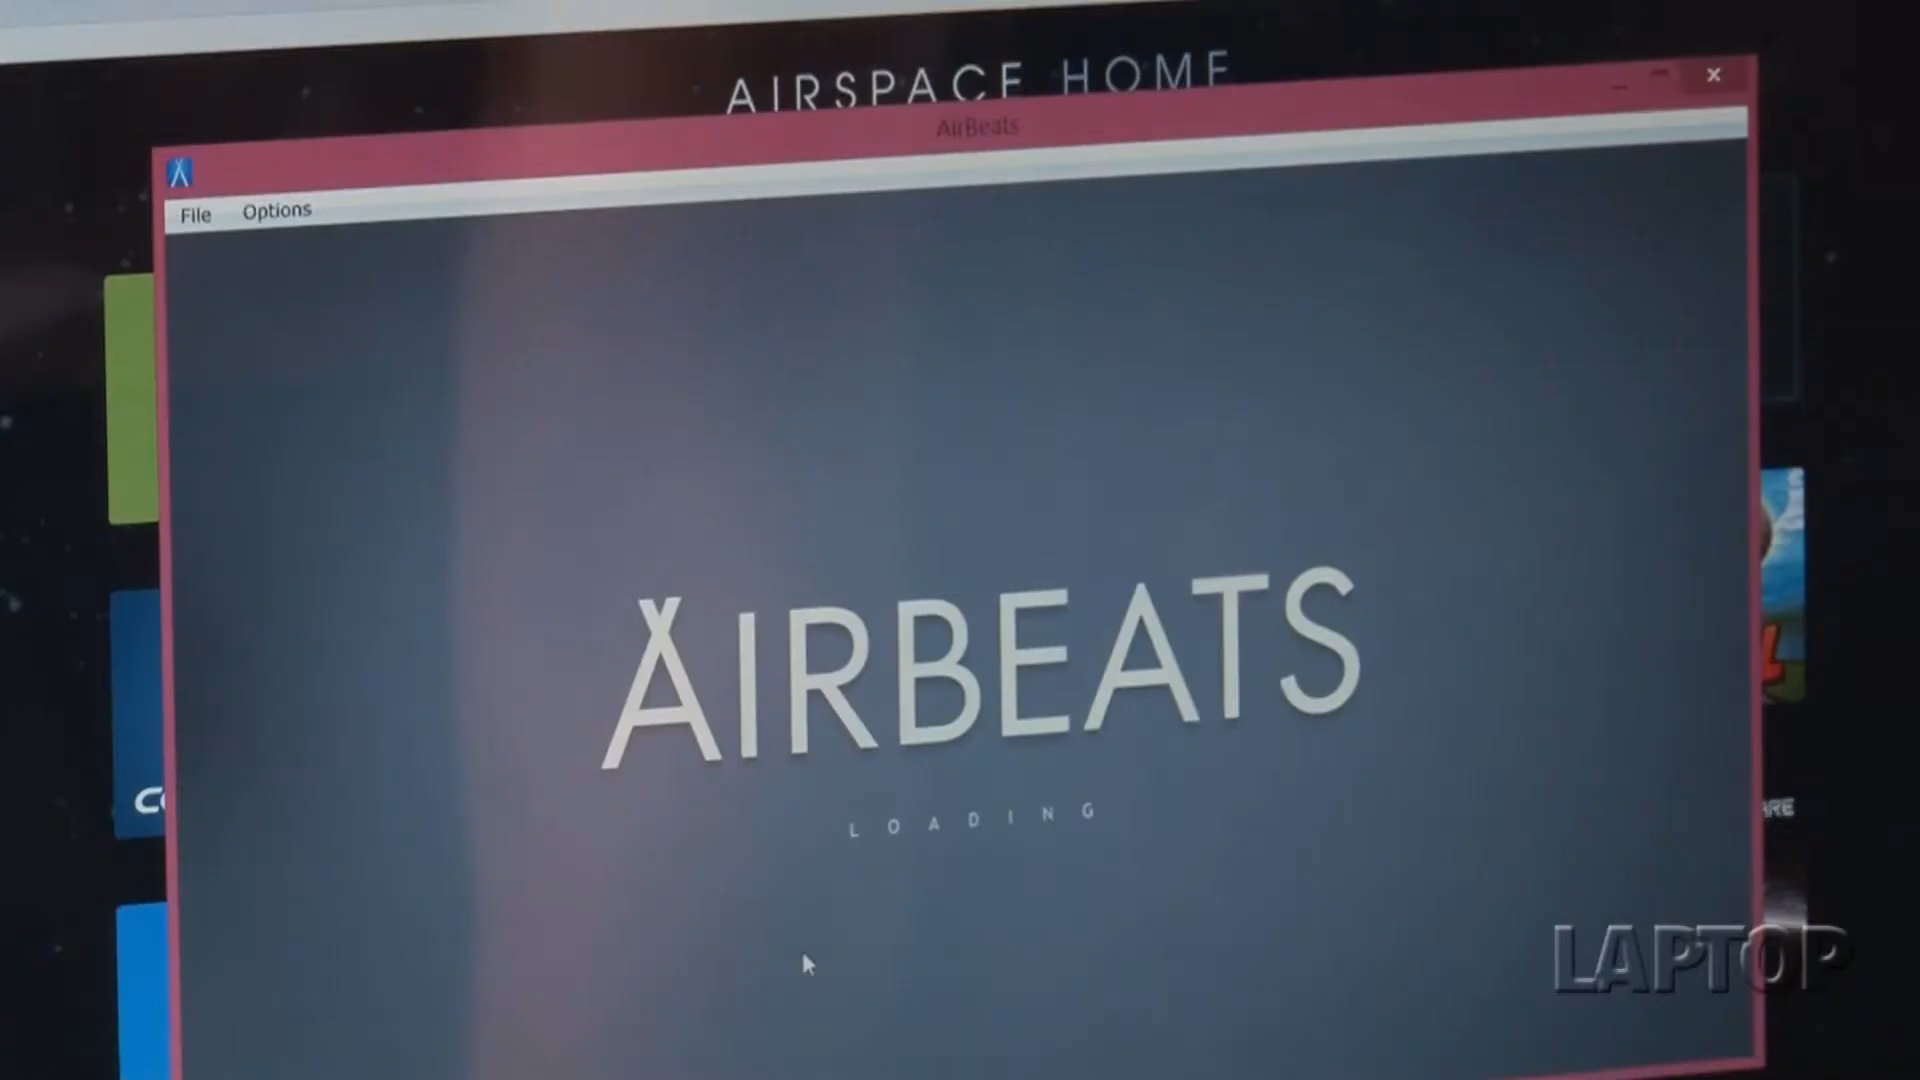 AIRSPACE HOME
AirBeats
File Options
AIRBEATS
LOADING
LAPTOP